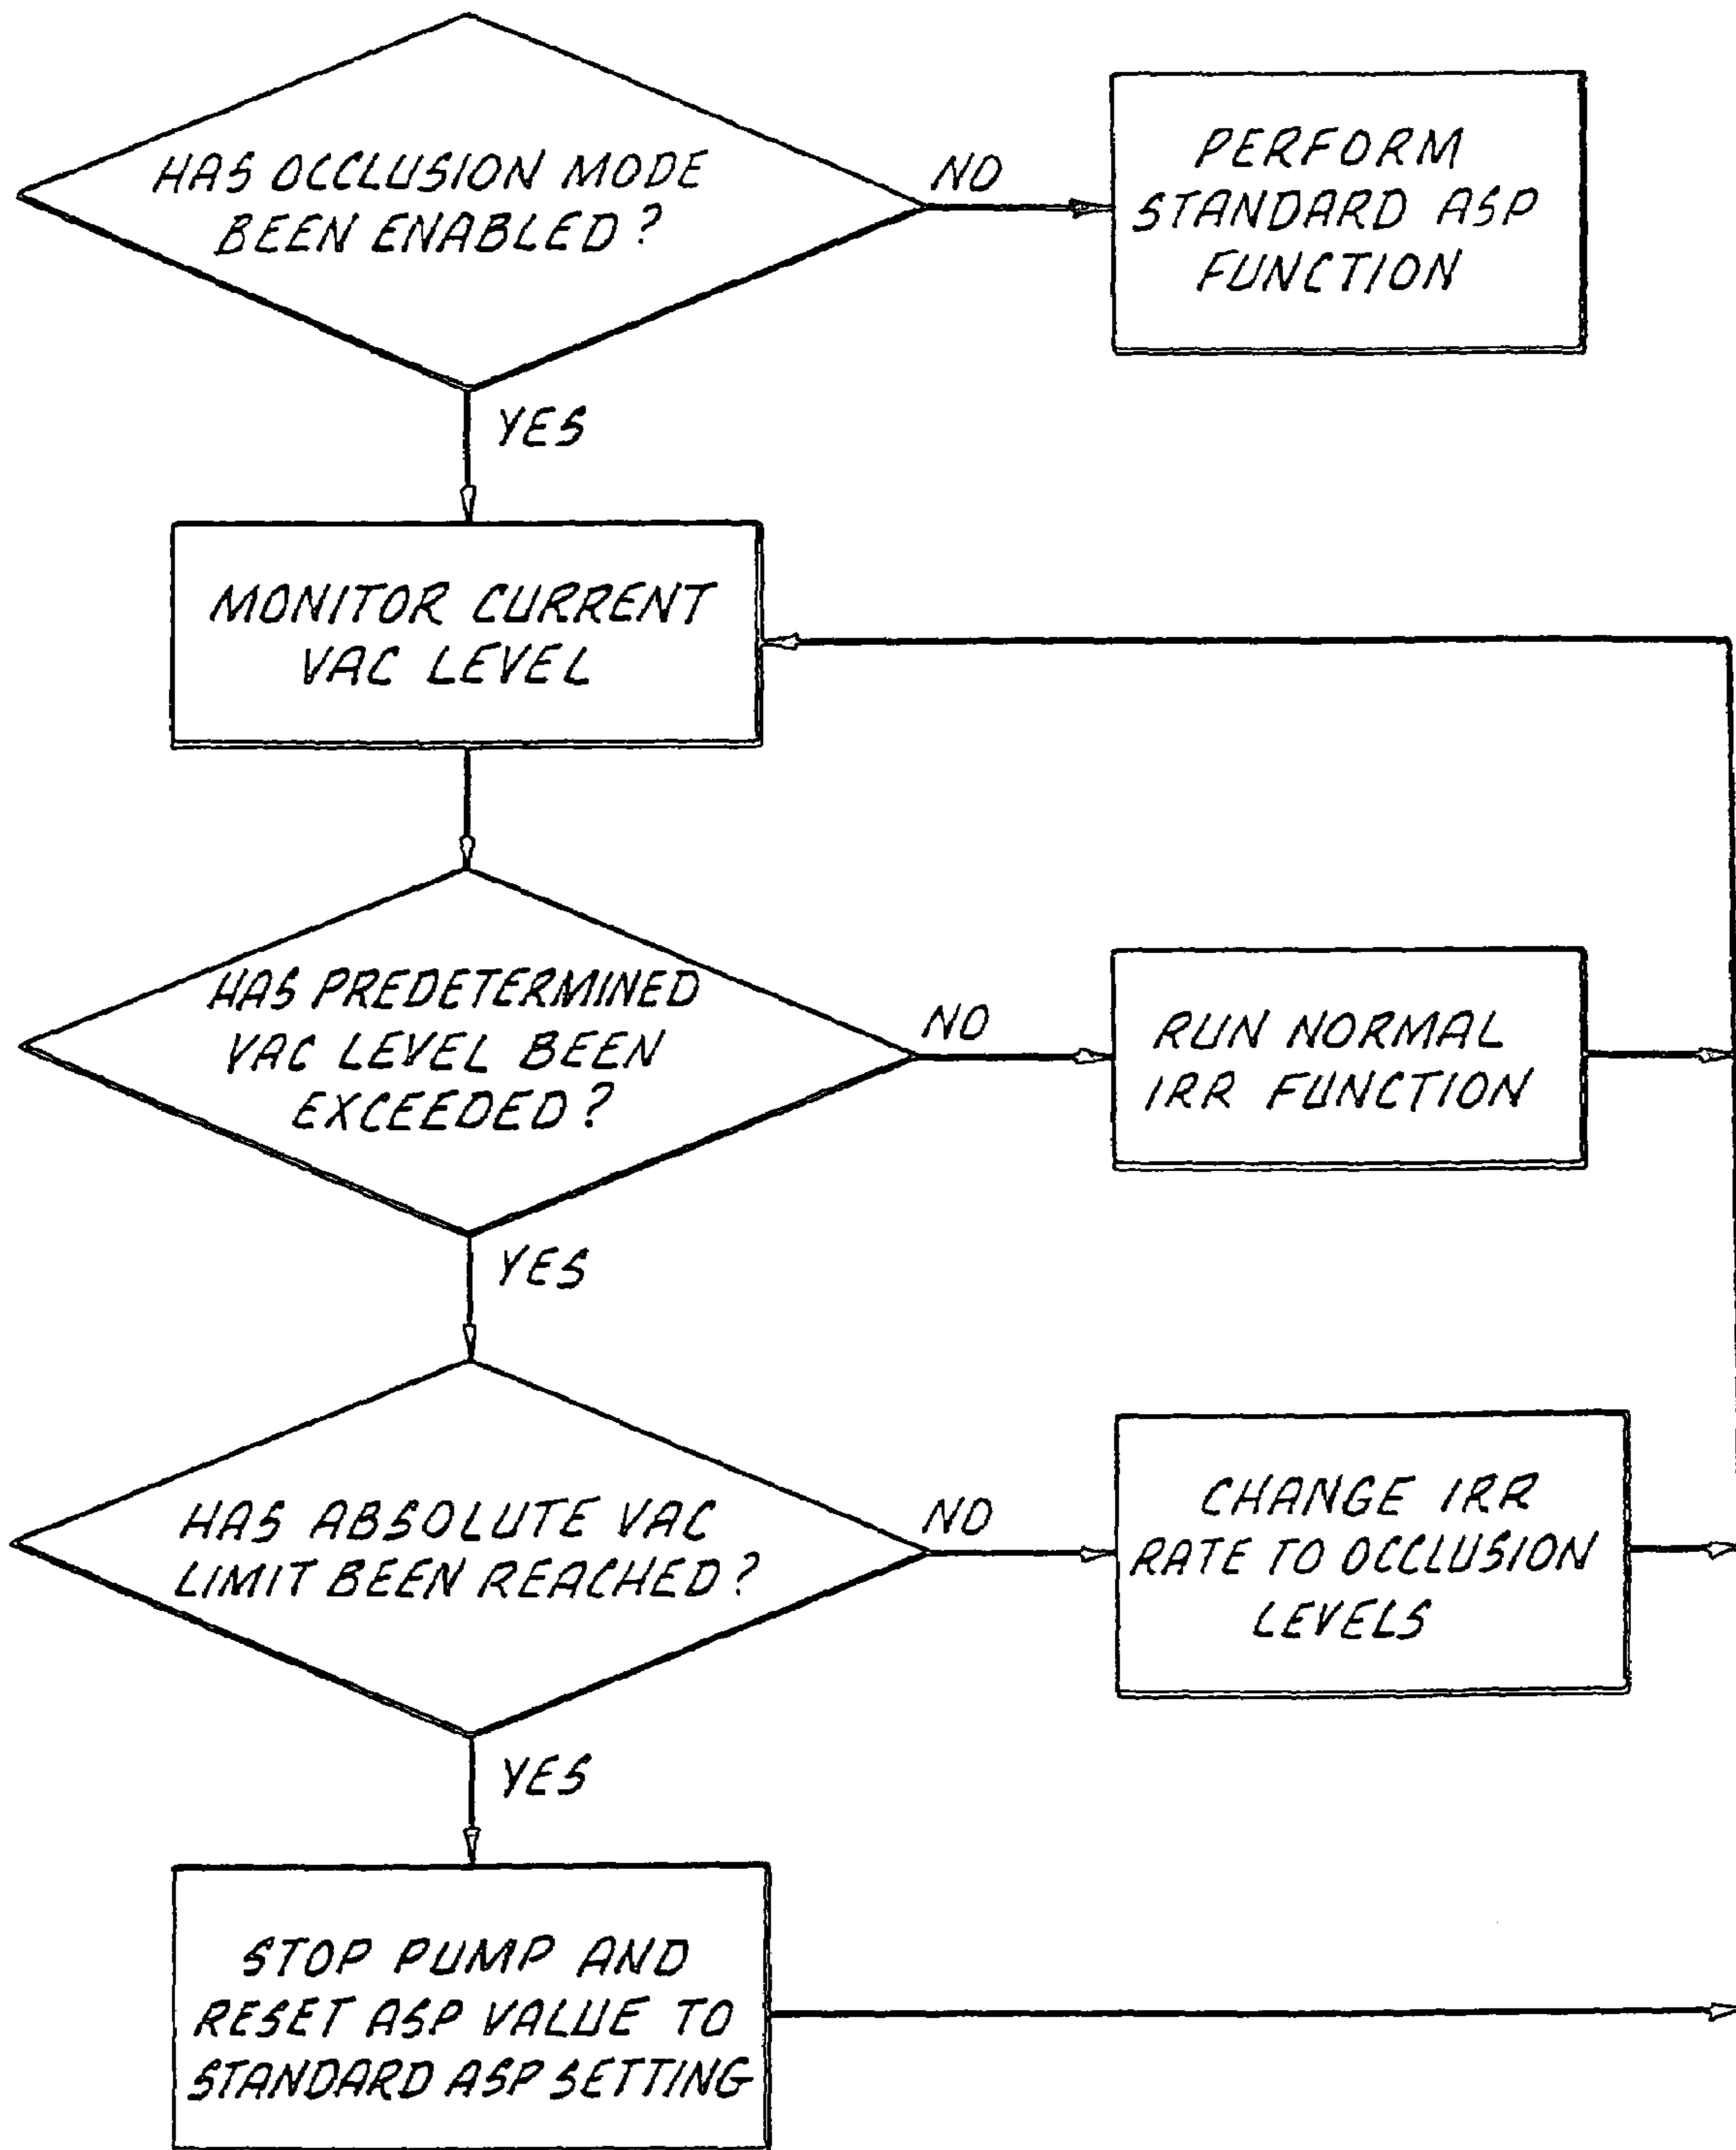 HAS OCCLUSION MODE
BEEN ENABLED?
NO
PERFORM
STANDARD ASP
FUNCTION
YES
MONITOR CURRENT
VAC LEVEL
HAS PREDETERMINED
VAC LEVEL BEEN
EXCEEDED?
NO
RUN NORMAL
IRR FUNCTION
YES
HAS ABSOLUTE VAC
LIMIT BEEN REACHED?
NO
CHANGE IRR
RATE TO OCCLUSION
LEVELS
YES
STOP PUMP AND
RESET ASP VALUE TO
STANDARD ASP SETTING